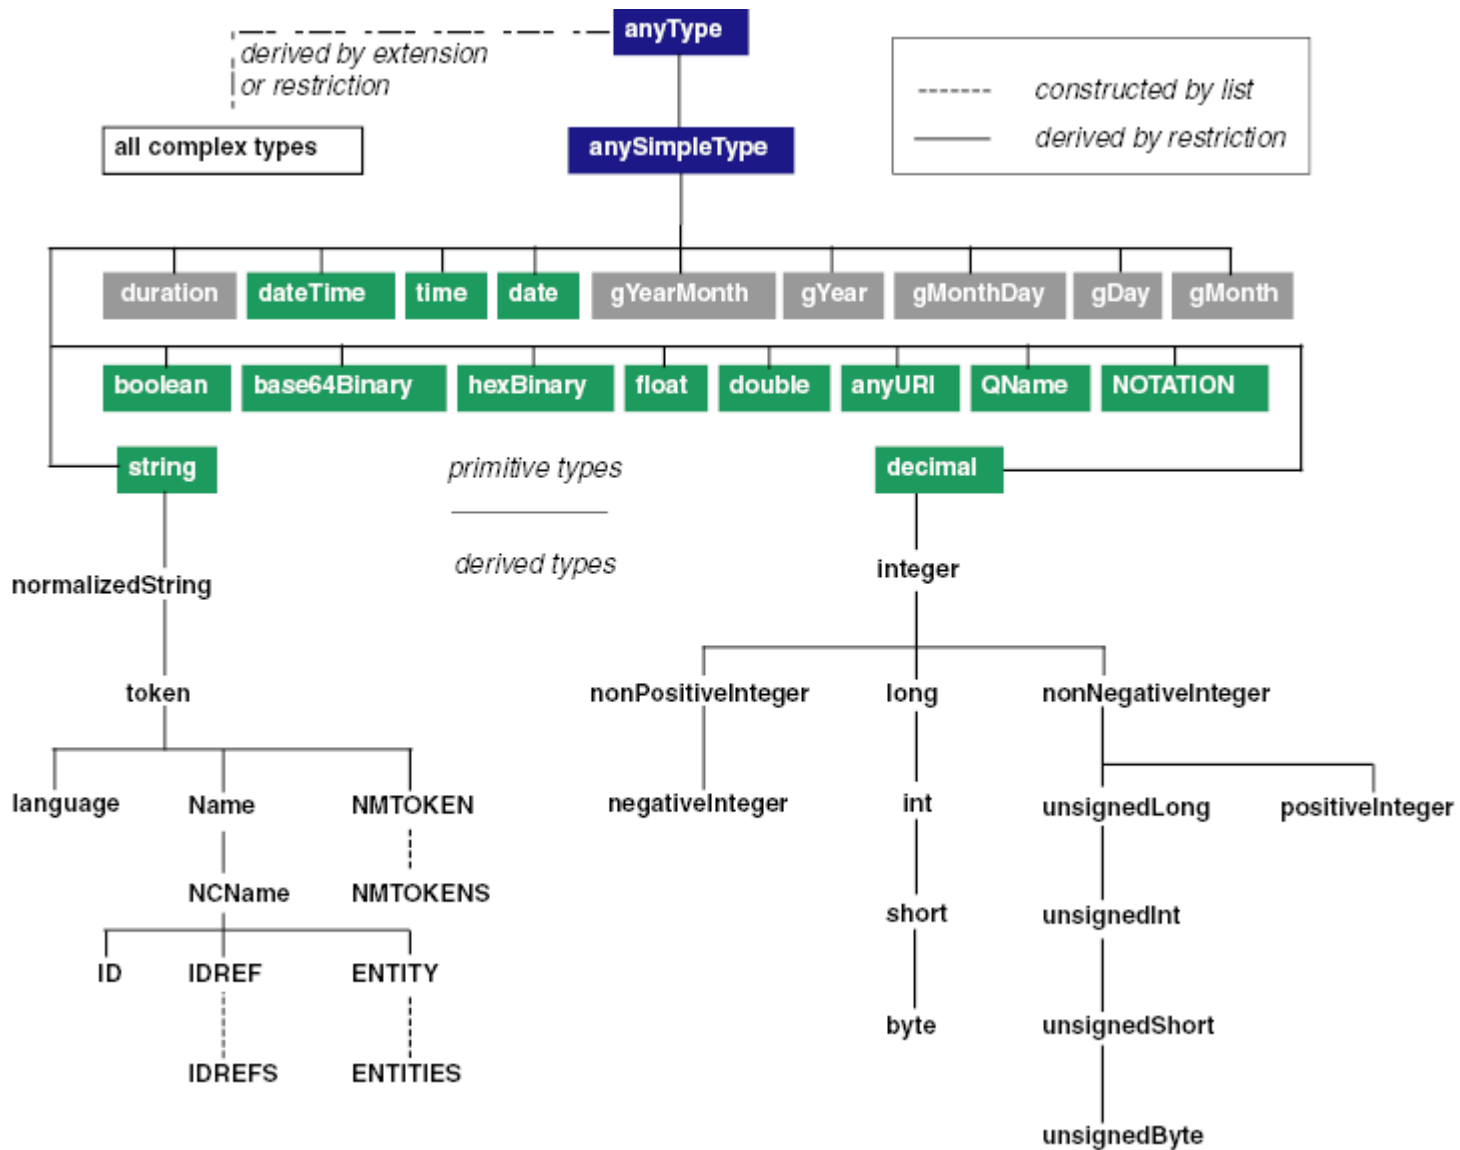 anyType
derived by extension
or restriction
constructed by list
derived by restriction
all complex types
anySimpleType
duration dateTime time date gYearMonth gYear gMonthDay gDay gMonth
boolean base64Binary hexBinary float double anyURI QName NOTATION
string primitive types decimal
derived types
integer
normalizedString
token nonPositiveInteger long nonNegativeInteger
language Name NMTOKEN negativeInteger int unsignedLong positiveInteger
NCName NMTOKENS
short unsignedInt
ID IDREF ENTITY
byte unsignedShort
IDREFS ENTITIES
unsignedByte